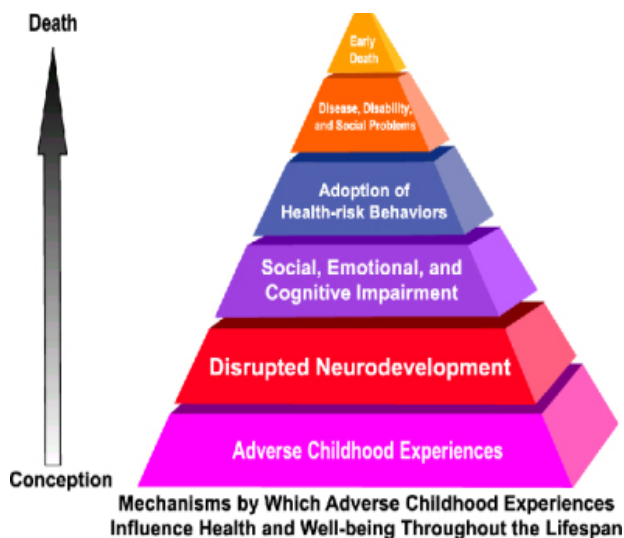 Death
Early
Death
Disease, Disability,
and Social Problems
Adoption of
Health-risk Behaviors
Social, Emotional, and
Cognitive Impairment
Disrupted Neurodevelopment
Adverse Childhood Experiences
Conception
Mechanisms by Which Adverse Childhood Experiences
Influence Health and Well-being Throughout the Lifespan